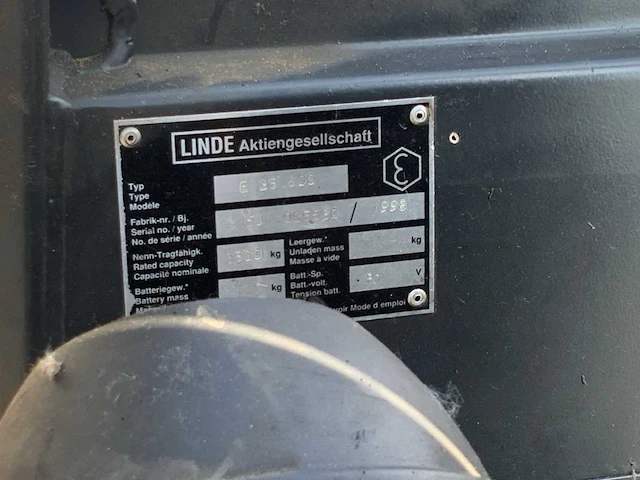 LINDE Aktiengesellschaft
Typ
Type
Modèle
Fabrik-nr. / Bj.
Serial no. / year
No. de série / année
/ 1998
Nenn-Tragfähigk.
Rated capacity
Capacité nominale
kg
Leergew.*
Unladen mass
Masse à vide
kg
Batteriegew.*
Battery mass
kg
Batt.-Sp.
Batt.-volt.
Tension batt.
V
voir Mode d emploi